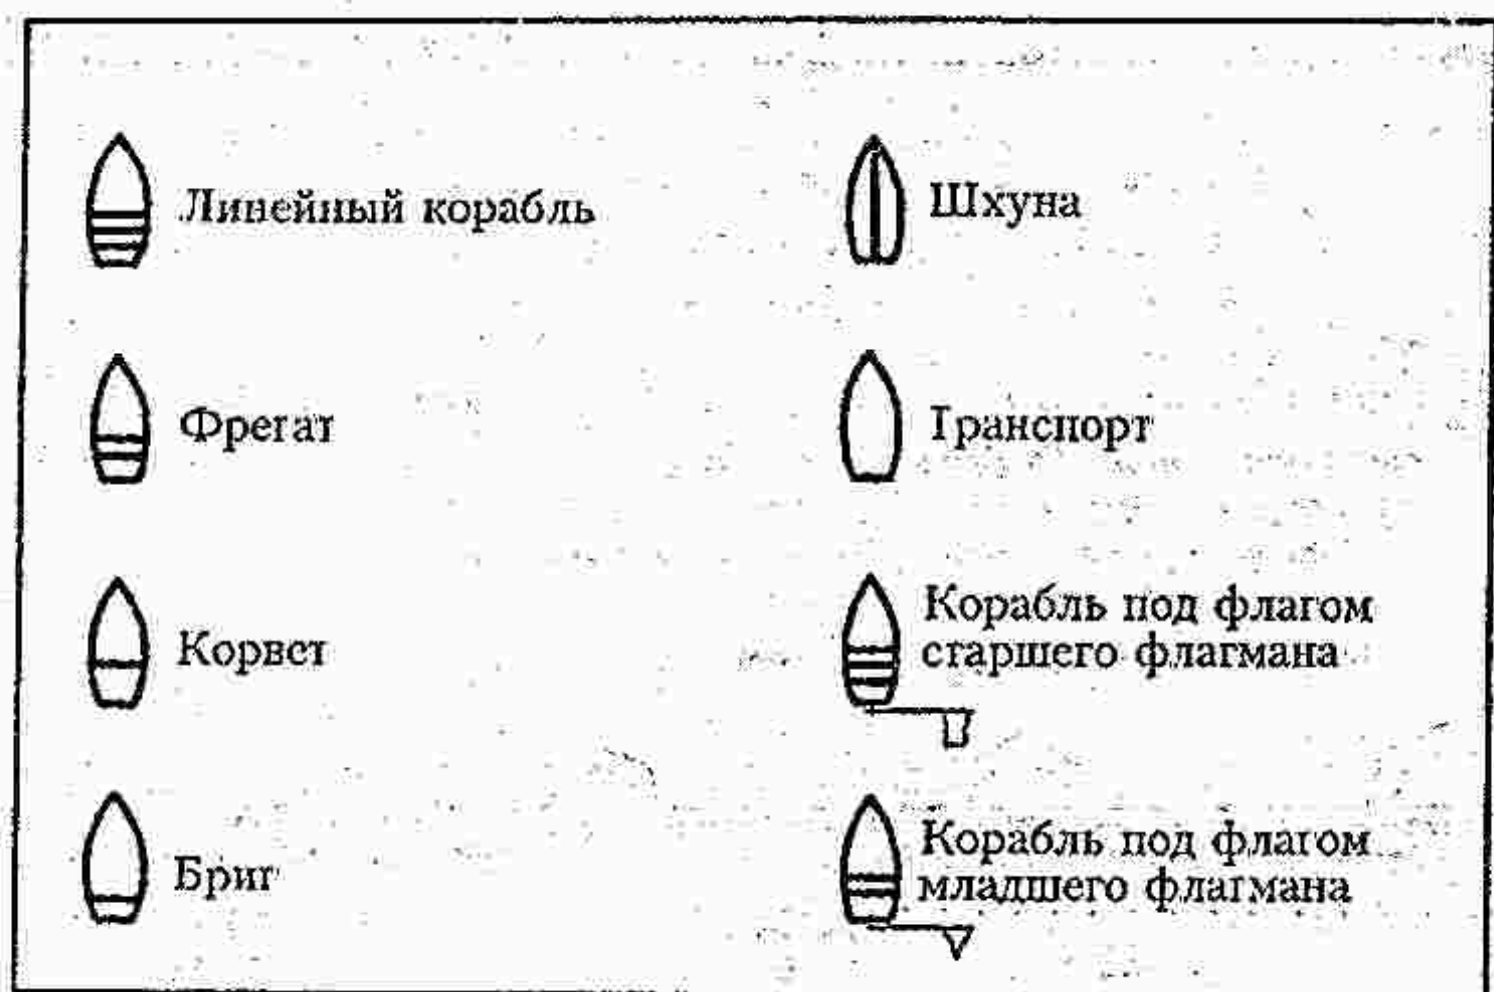 Линейный корабль
Фрегат
Корвет
Бриг
Шхуна
Транспорт
Корабль под флагом
старшего флагмана
Корабль под флагом
младшего флагмана